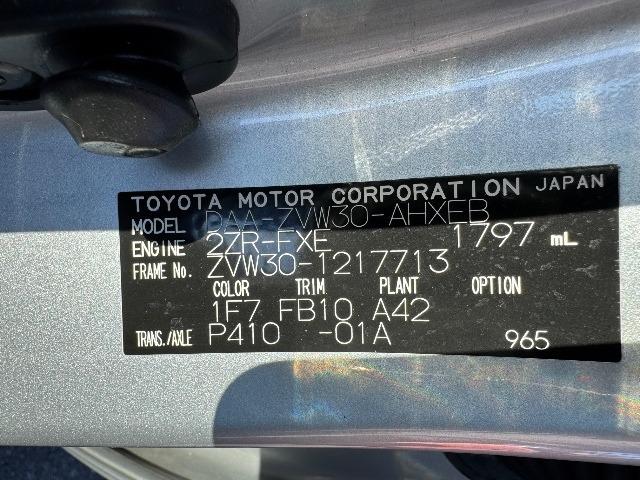 TOYOTA MOTOR CORPORATION JAPAN
MODEL DAA-ZVW30-AHXEB
ENGINE 2ZR-FXE 1797 mL
FRAME No. ZVW30-1217713
COLOR TRIM PLANT OPTION
1F7 FB10 A42
TRANS./AXLE P410 -01A 965